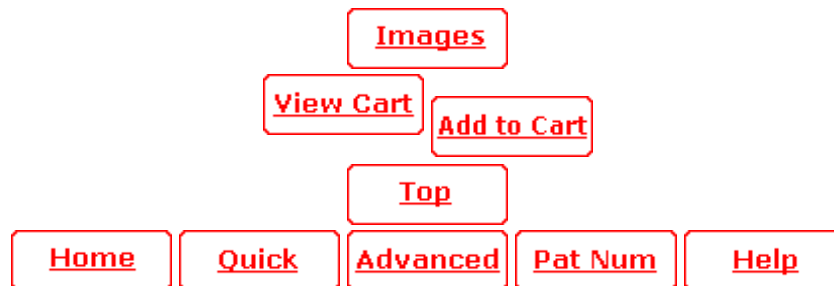 Images
View Cart
Add to Cart
Top
Home Quick Advanced Pat Num Help